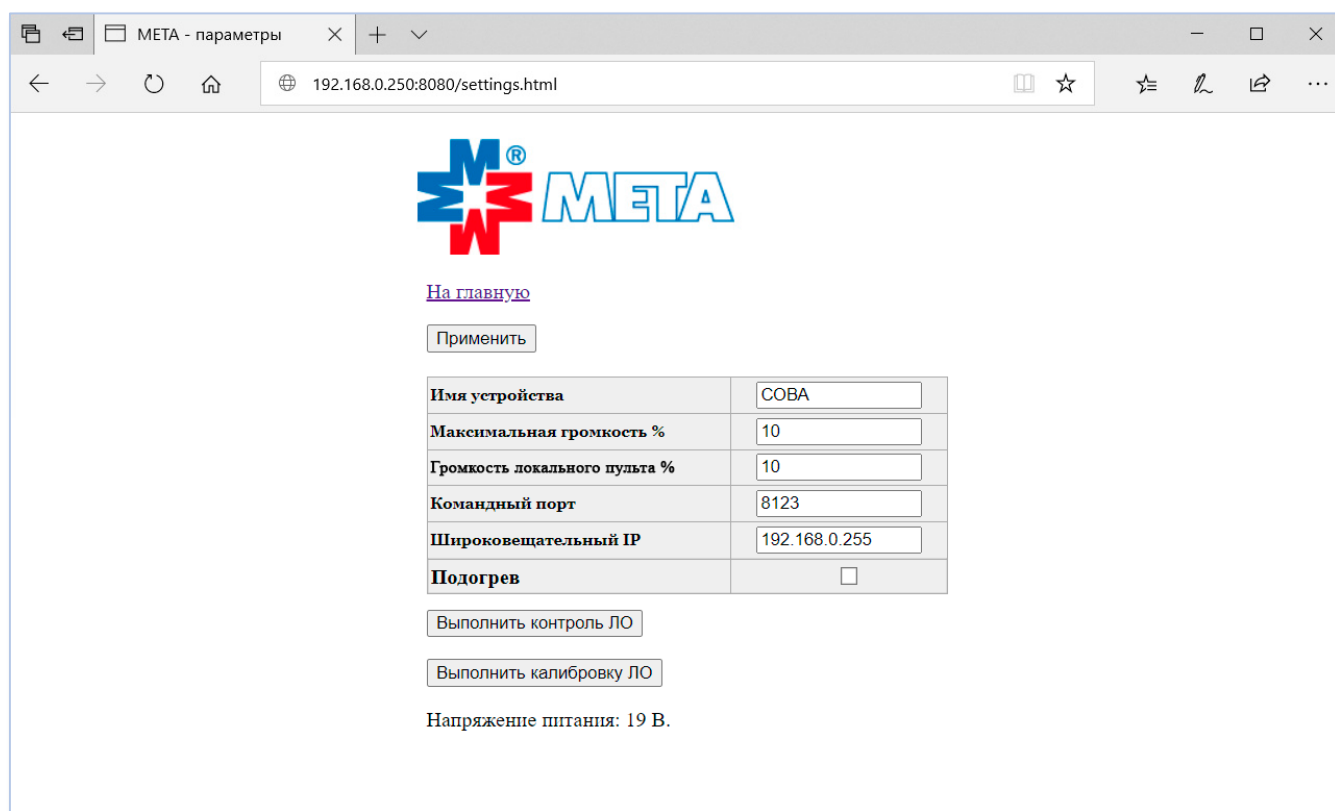 МЕТА - параметры
192.168.0.250:8080/settings.html
® МЕТА
На главную
Применить
Имя устройства СОВА
Максимальная громкость % 10
Громкость локального пульта % 10
Командный порт 8123
Широковещательный IP 192.168.0.255
Подогрев
Выполнить контроль ЛО
Выполнить калибровку ЛО
Напряжение питания: 19 В.